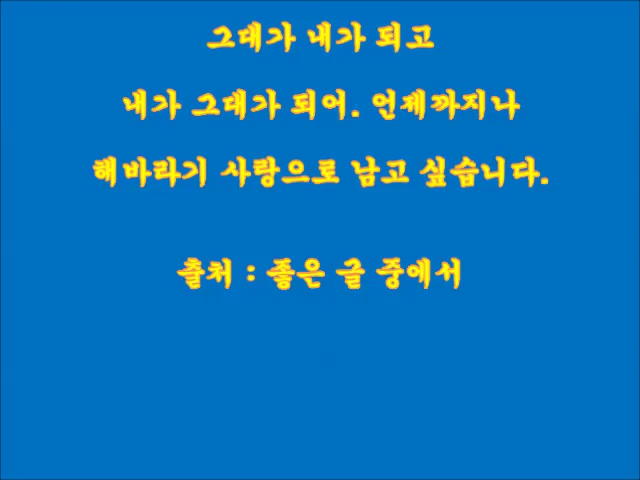 그대가 내가 되고
내가 그대가 되어. 언제까지나
해바라기 사랑으로 남고 싶습니다.
출처 : 좋은 글 중에서